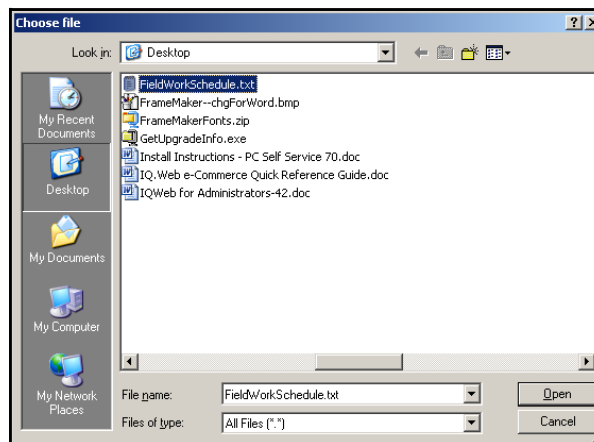 Choose file
Look in: Desktop
My Recent
Documents
Desktop
My Documents
My Computer
My Network
Places
FieldWorkSchedule.txt
FrameMaker--chgForWord.bmp
FrameMakerFonts.zip
GetUpgradeInfo.exe
Install Instructions - PC Self Service 70.doc
IQ.Web e-Commerce Quick Reference Guide.doc
IQWeb for Administrators-42.doc
File name: FieldWorkSchedule.txt Open
Files of type: All Files (*.*) Cancel